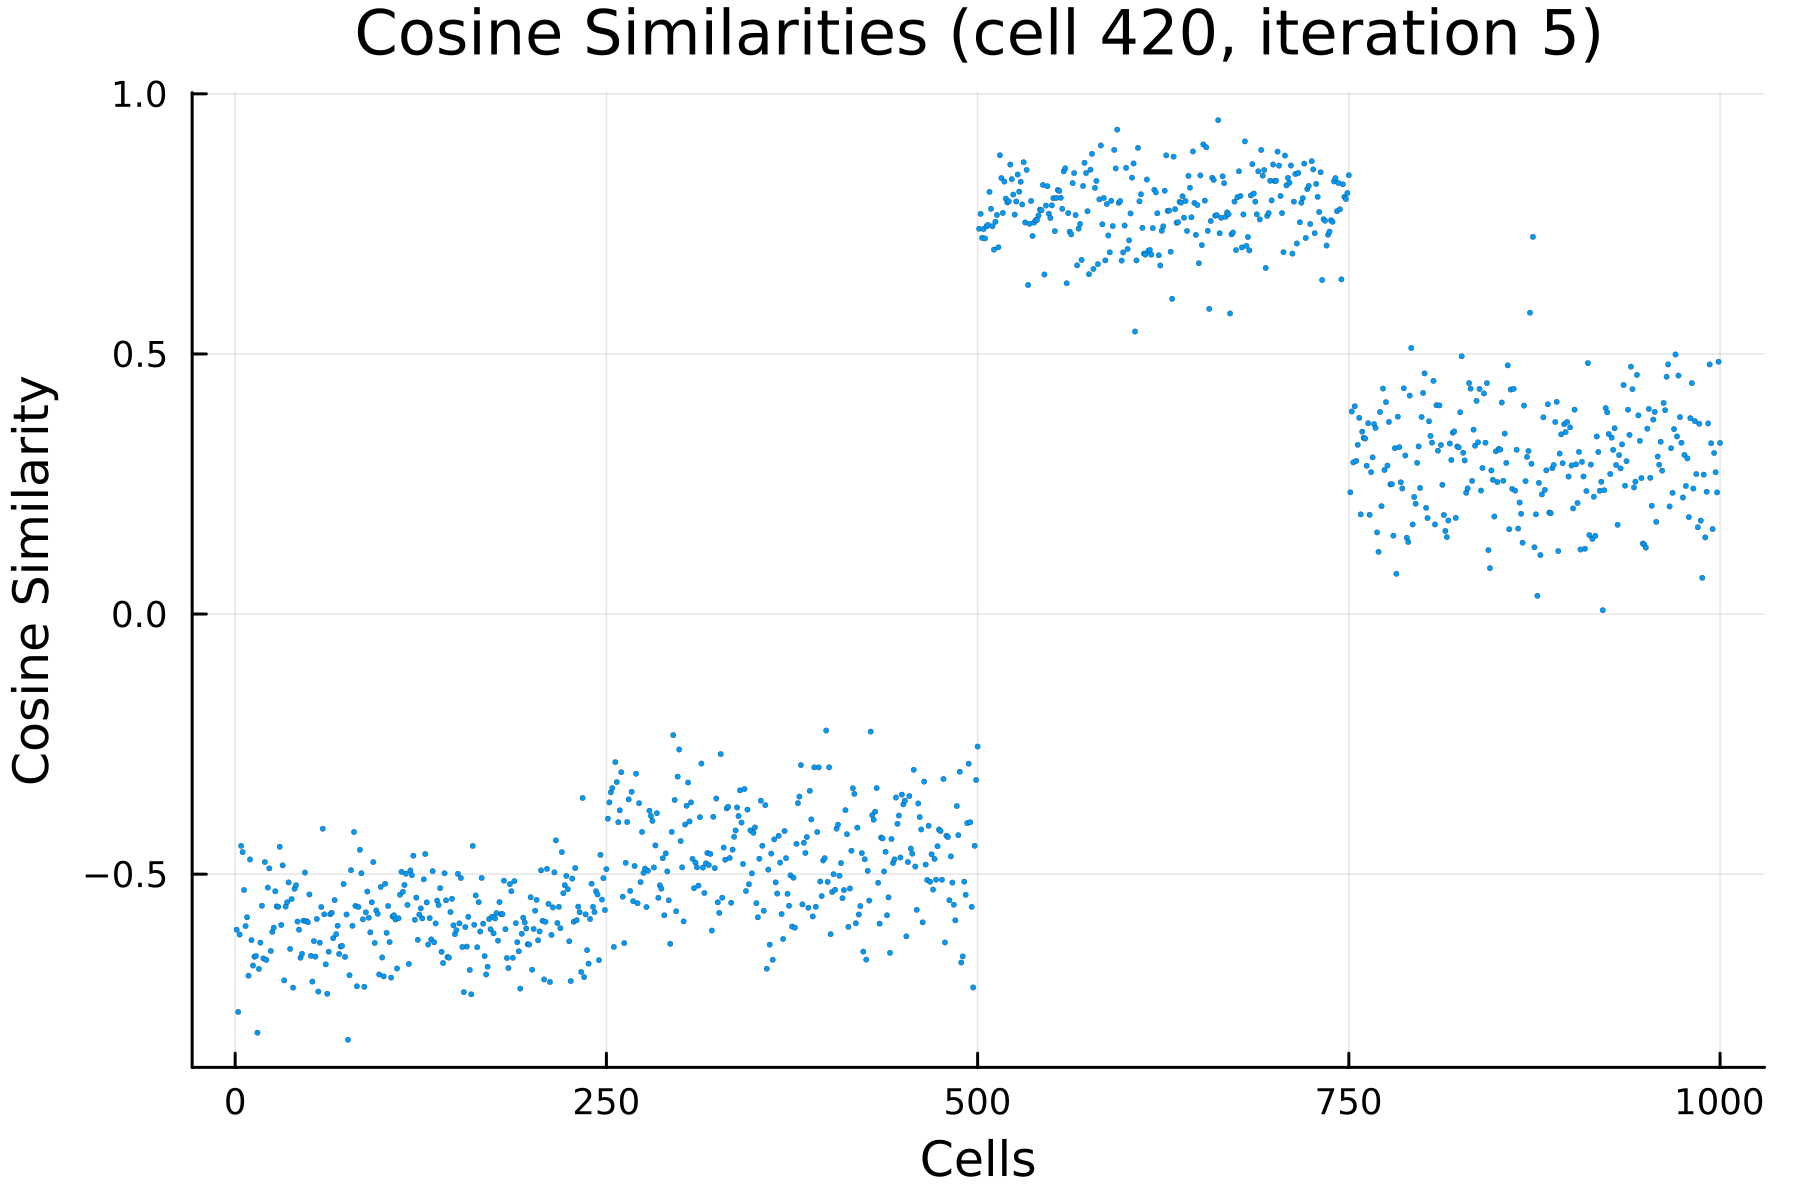 Cosine Similarities (cell 420, iteration 5)
1.0
0.5
0.0
−0.5
Cosine Similarity
0 250 500 750 1000
Cells